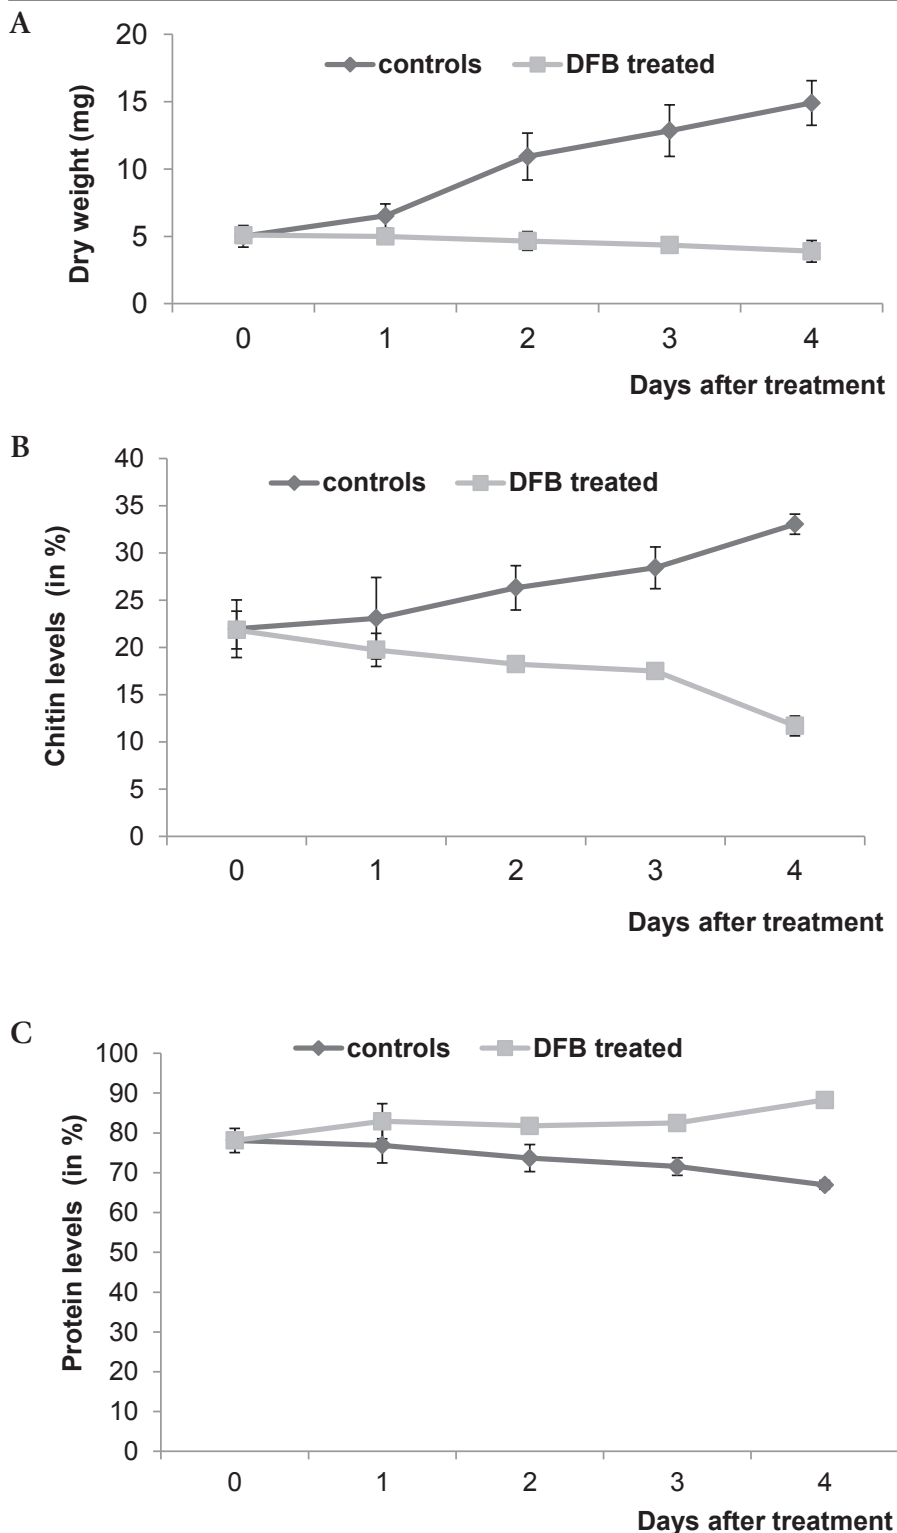 A
20
15
10
5
0
controls DFB treated
Dry weight (mg)
0 1 2 3 4
Days after treatment
B
40
35
30
25
20
15
10
5
0
controls DFB treated
Chitin levels (in %)
0 1 2 3 4
Days after treatment
C
100
90
80
70
60
50
40
30
20
10
0
controls DFB treated
Protein levels (in %)
0 1 2 3 4
Days after treatment